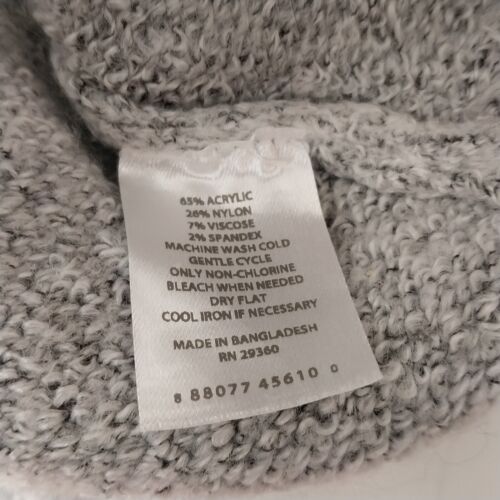 65% ACRYLIC
26% NYLON
7% VISCOSE
2% SPANDEX
MACHINE WASH COLD
GENTLE CYCLE
ONLY NON-CHLORINE
BLEACH WHEN NEEDED
DRY FLAT
COOL IRON IF NECESSARY
MADE IN BANGLADESH
RN 29360
8 88077 45610 0